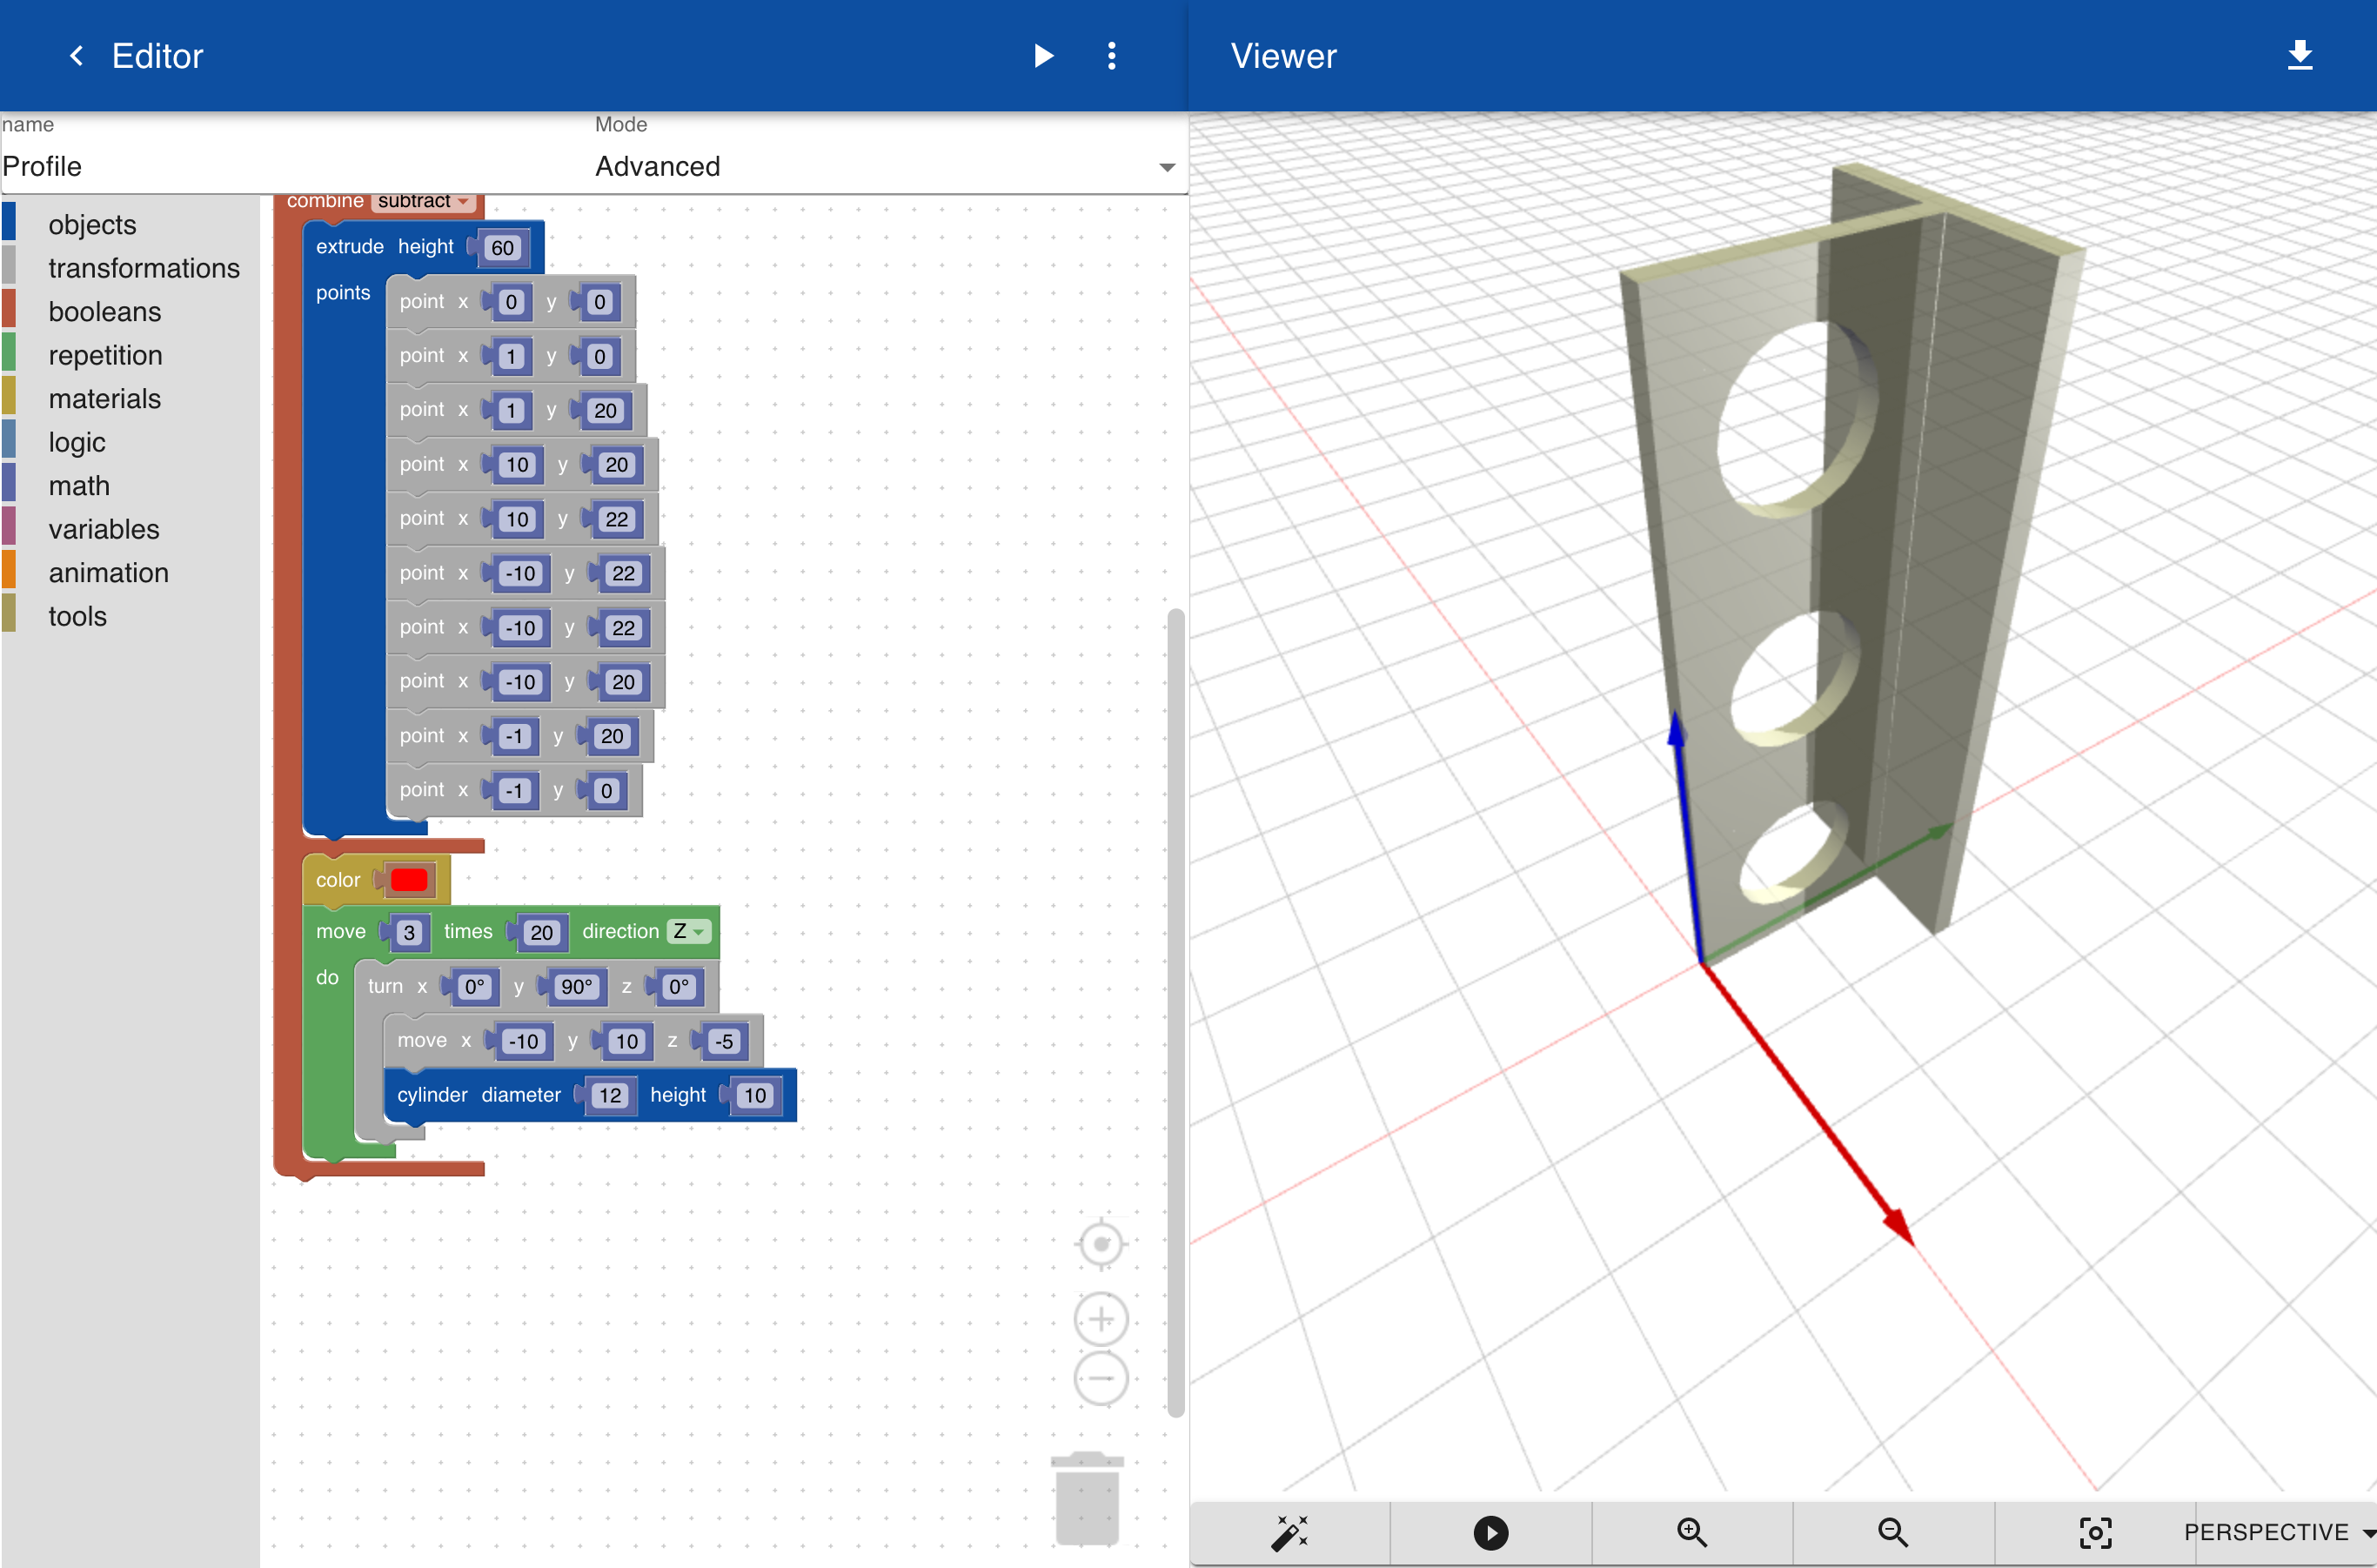 Editor
Viewer
name
Mode
Profile
Advanced
objects
transformations
booleans
repetition
materials
logic
math
variables
animation
tools
combine subtract
extrude height 60
points
point x 0 y 0
point x 1 y 0
point x 1 y 20
point x 10 y 20
point x 10 y 22
point x -10 y 22
point x -10 y 22
point x -10 y 20
point x -1 y 20
point x -1 y 0
color
move 3 times 20 direction Z
do
turn x 0° y 90° z 0°
move x -10 y 10 z -5
cylinder diameter 12 height 10
PERSPECTIVE